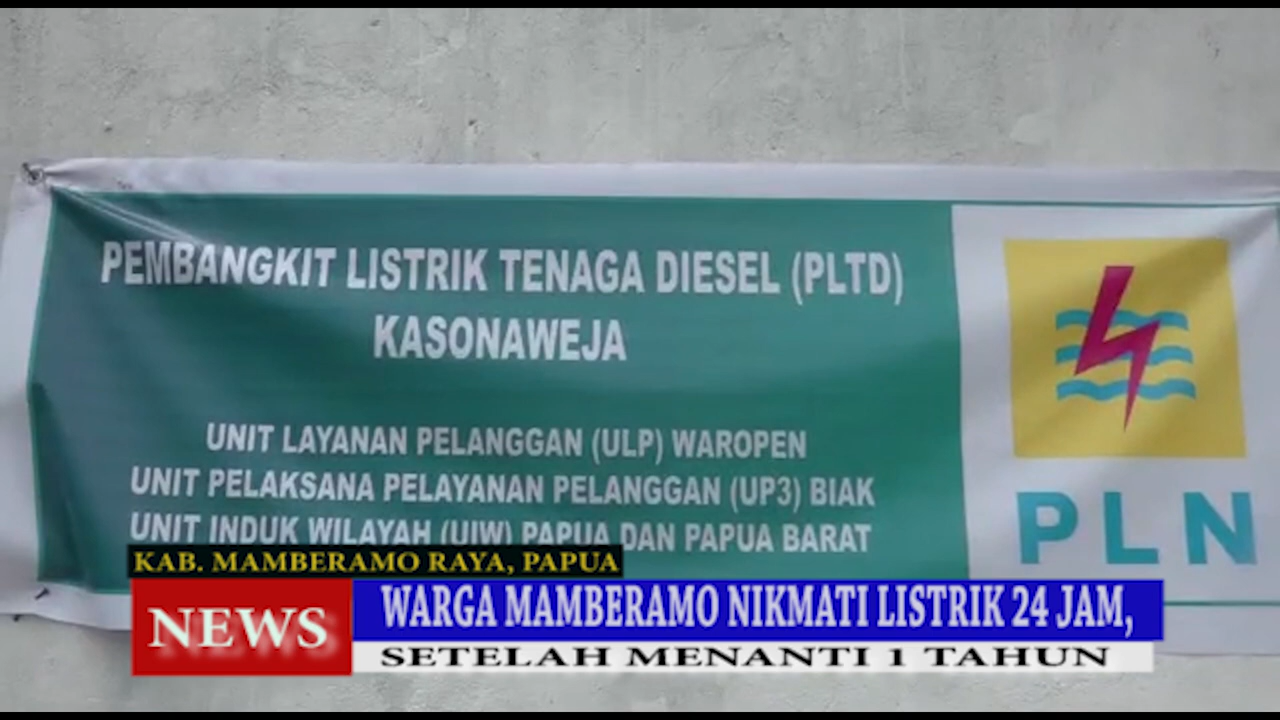 PEMBANGKIT LISTRIK TENAGA DIESEL (PLTD)
KASONAWEJA
UNIT LAYANAN PELANGGAN (ULP) WAROPEN
UNIT PELAKSANA PELAYANAN PELANGGAN (UP3) BIAK
UNIT INDUK WILAYAH (UIW) PAPUA DAN PAPUA BARAT
PLN
KAB. MAMBERAMO RAYA, PAPUA
NEWS
WARGA MAMBERAMO NIKMATI LISTRIK 24 JAM,
SETELAH MENANTI 1 TAHUN